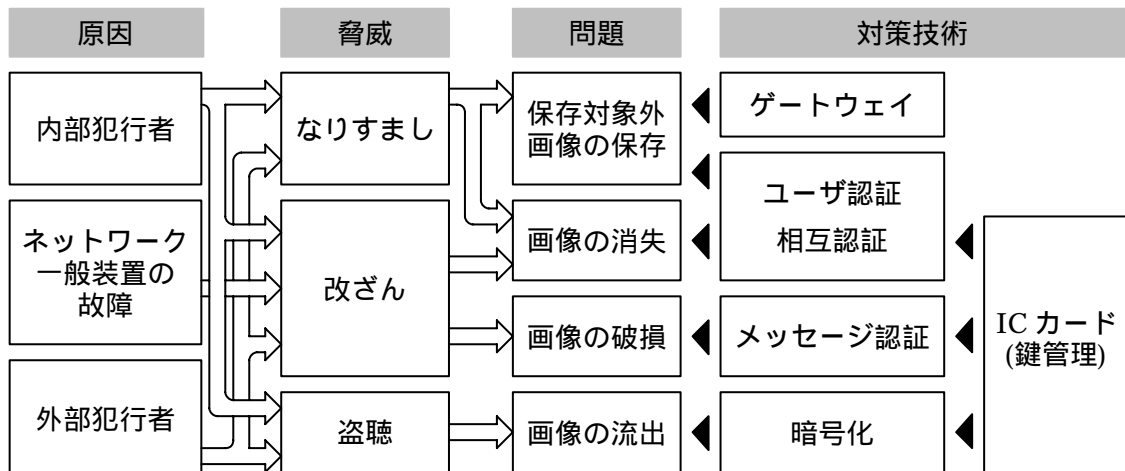 原因
脅威
問題
対策技術
内部犯行者
なりすまし
保存対象外
画像の保存
ゲートウェイ
ユーザ認証
相互認証
ネットワーク
一般装置の
故障
改ざん
画像の消失
画像の破損
メッセージ認証
IC カード
(鍵管理)
外部犯行者
盗聴
画像の流出
暗号化